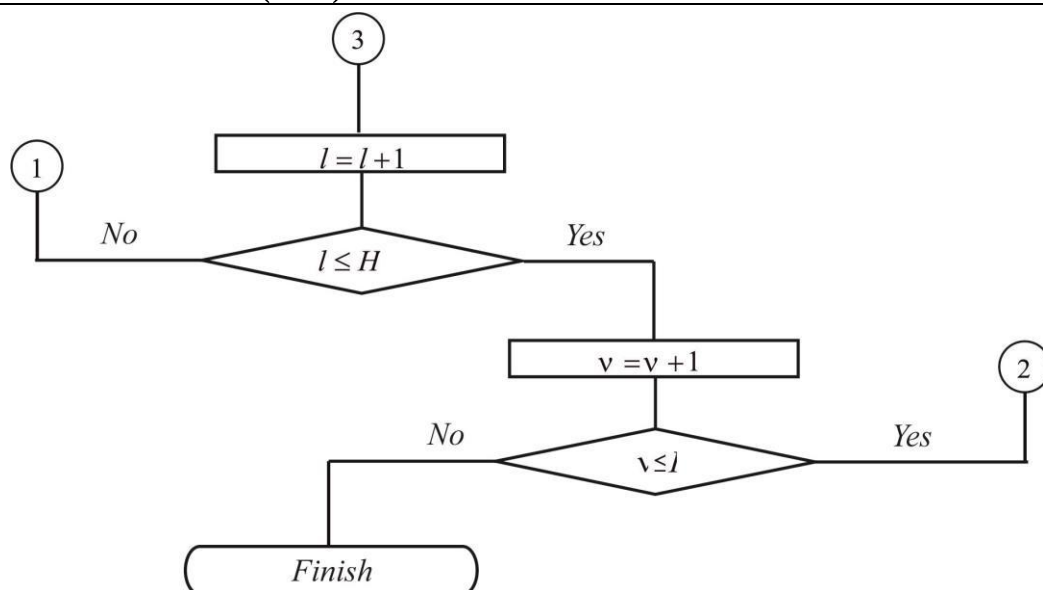 3
l = l +1
1
No
Yes
l ≤ H
ν = ν +1
2
No
Yes
ν ≤
Finish